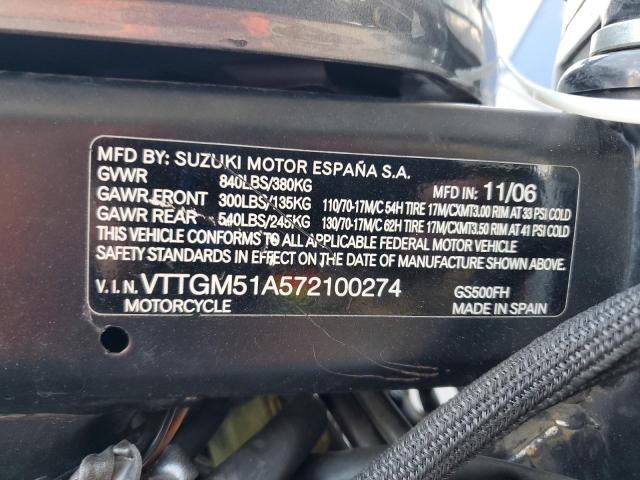 MFD BY: SUZUKI MOTOR ESPAÑA S.A.
GVWR 840LBS/380KG MFD IN: 11/06
GAWR FRONT 300LBS/135KG 110/70-17M/C 54H TIRE 17M/CXMT3.00 RIM AT 33 PSI COLD
GAWR REAR 540LBS/245KG 130/70-17M/C 62H TIRE 17M/CXMT3.50 RIM AT 41 PSI COLD
THIS VEHICLE CONFORMS TO ALL APPLICABLE FEDERAL MOTOR VEHICLE
SAFETY STANDARDS IN EFFECT ON THE DATE OF MANUFACTURE SHOWN ABOVE.
V.I.N. VTTGM51A572100274 GS500FH
MOTORCYCLE MADE IN SPAIN